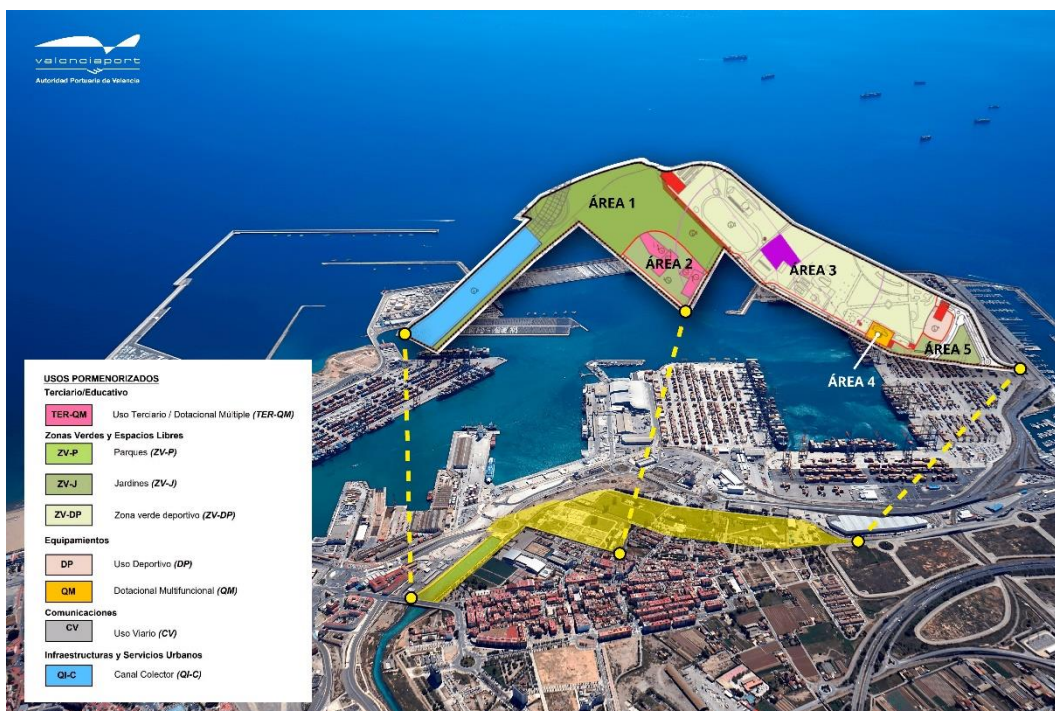 valenciaport
Autoridad Portuaria de Valencia
ÁREA 1
ÁREA 2
ÁREA 3
ÁREA 4
ÁREA 5
USOS PORMENORIZADOS
Terciario/Educativo
TER-QM Uso Terciario / Dotacional Múltiple (TER-QM)
Zonas Verdes y Espacios Libres
ZV-P Parques (ZV-P)
ZV-J Jardines (ZV-J)
ZV-DP Zona verde deportivo (ZV-DP)
Equipamientos
DP Uso Deportivo (DP)
QM Dotacional Multifuncional (QM)
Comunicaciones
CV Uso Viario (CV)
Infraestructuras y Servicios Urbanos
QI-C Canal Colector (QI-C)